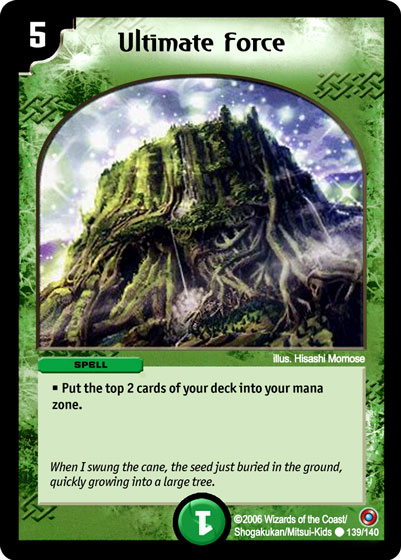 5
Ultimate Force
illus. Hisashi Momose
SPELL
▪ Put the top 2 cards of your deck into your mana
zone.
When I swung the cane, the seed just buried in the ground,
quickly growing into a large tree.
1
©2006 Wizards of the Coast/
Shogakukan/Mitsui-Kids ● 139/140